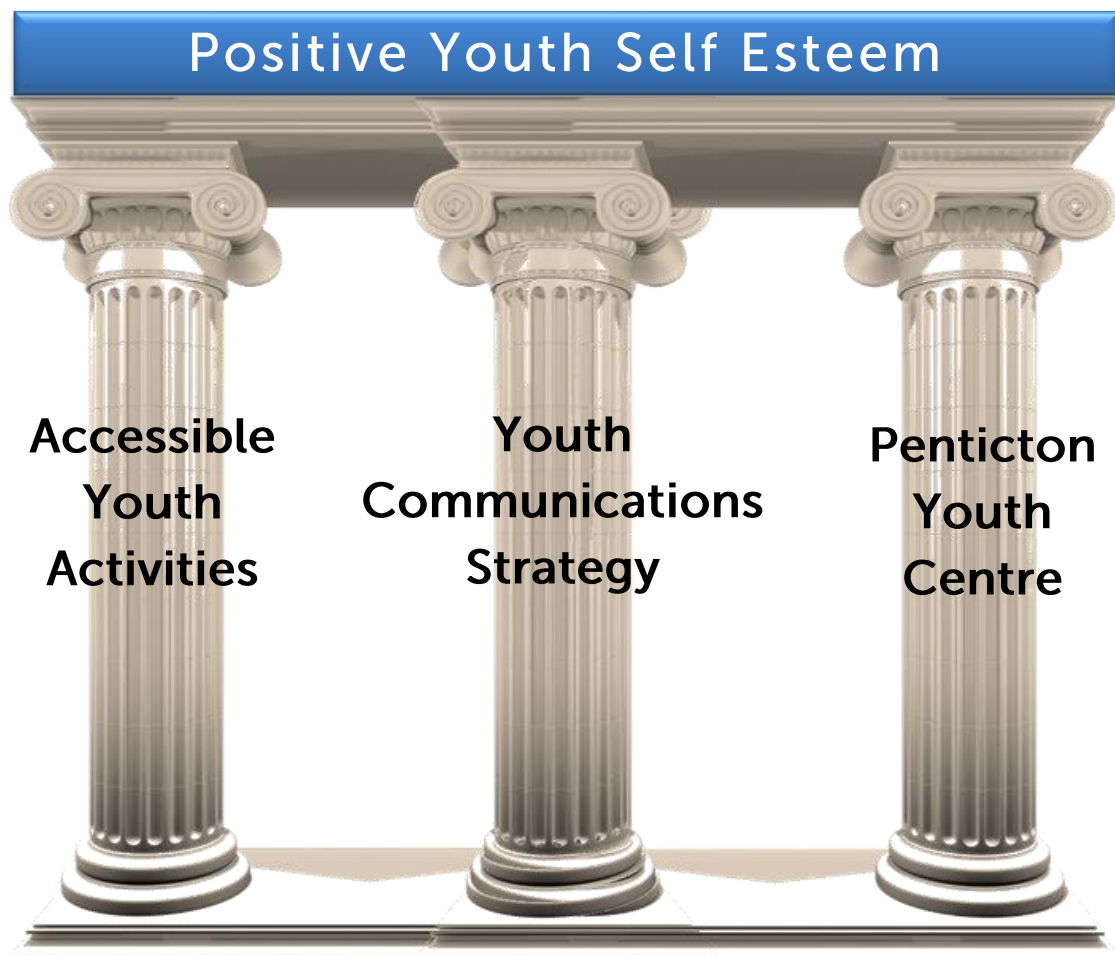 Positive Youth Self Esteem
Accessible
Youth
Activities
Youth
Communications
Strategy
Penticton
Youth
Centre